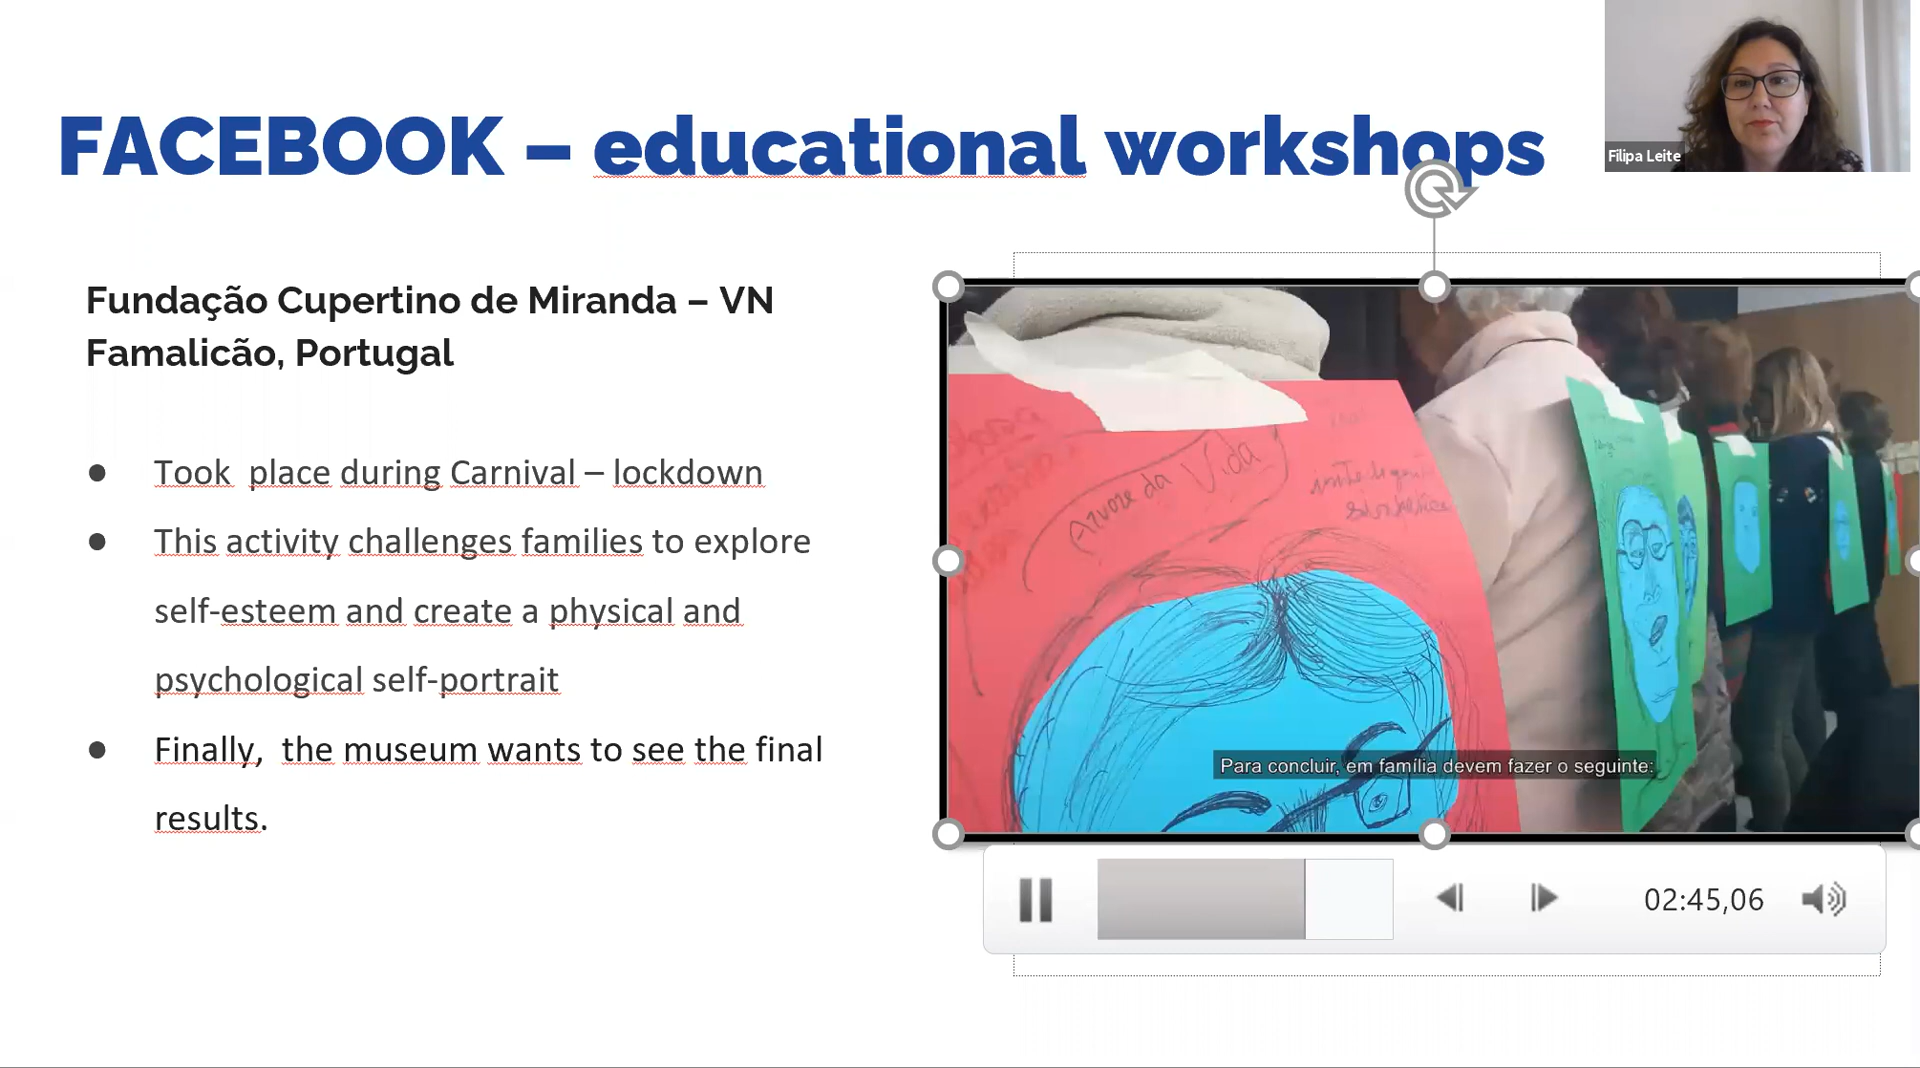 FACEBOOK – educational workshops
Filipa Leite
Fundação Cupertino de Miranda – VN
Famalicão, Portugal
● Took place during Carnival – lockdown
● This activity challenges families to explore
self-esteem and create a physical and
psychological self-portrait
● Finally, the museum wants to see the final
results.
Arvore da Vida
Para concluir, em família devem fazer o seguinte:
02:45,06